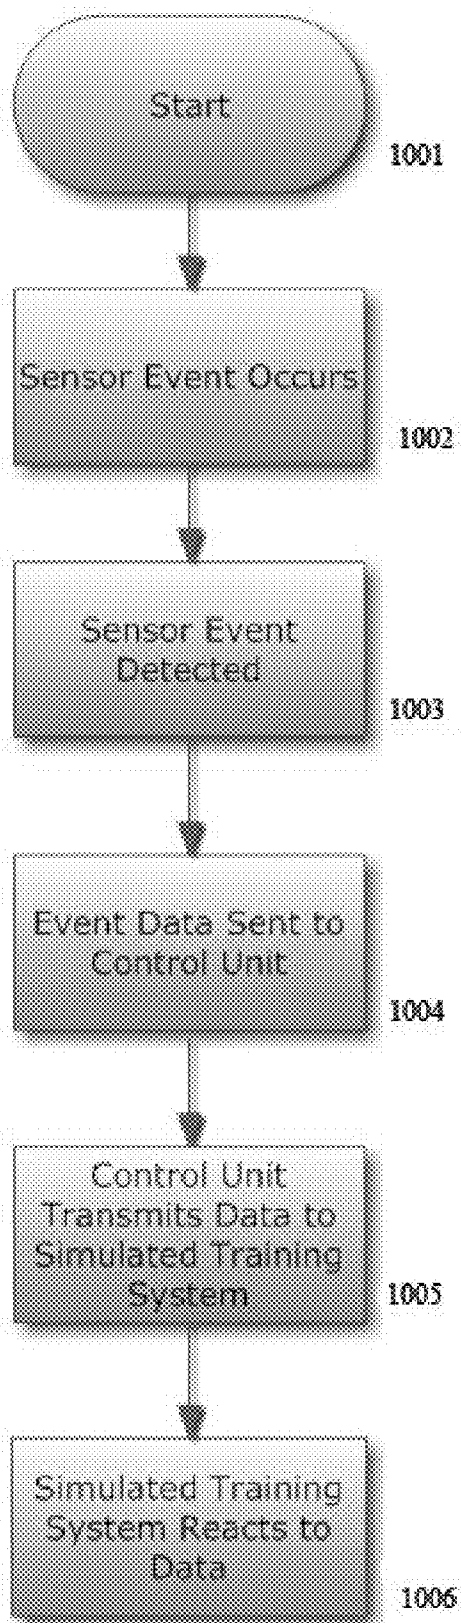 Start
1001
Sensor Event Occurs
1002
Sensor Event
Detected
1003
Event Data Sent to
Control Unit
1004
Control Unit
Transmits Data to
Simulated Training
System
1005
Simulated Training
System Reacts to
Data
1006